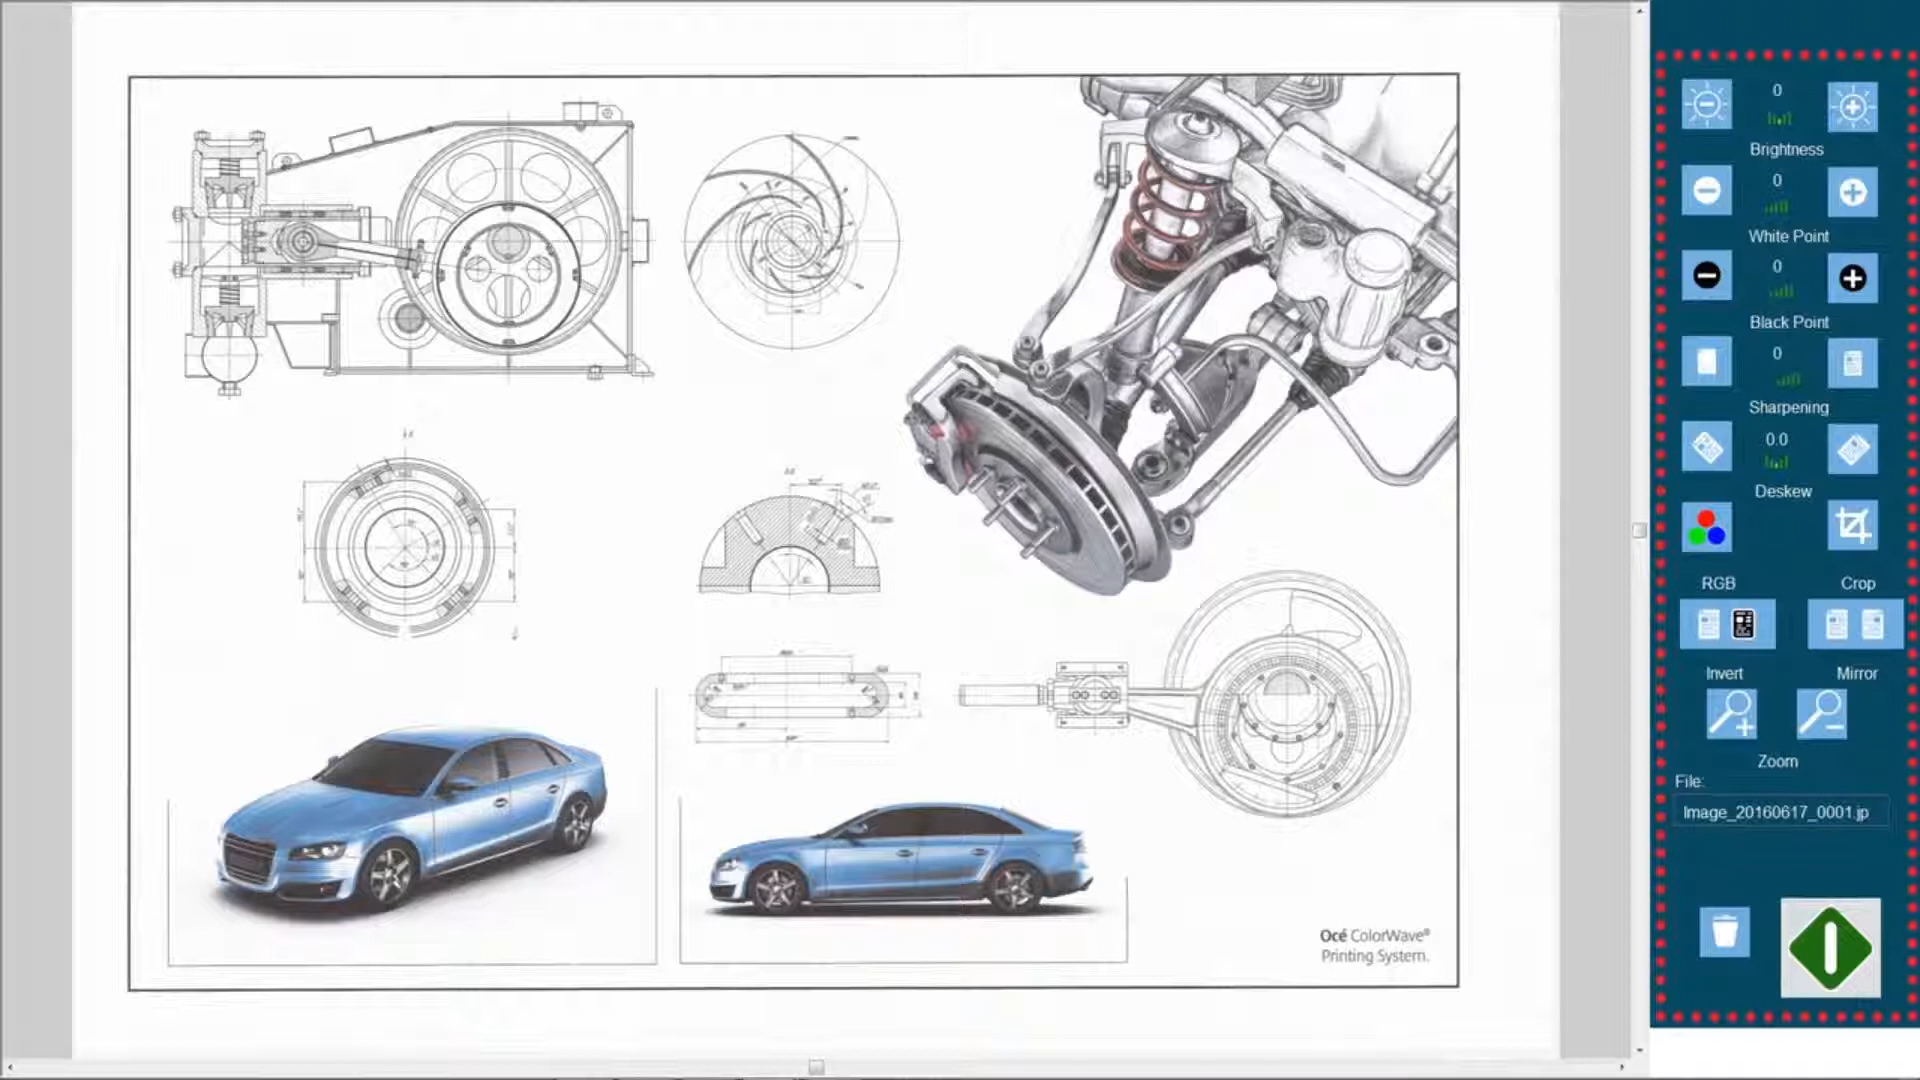 Océ ColorWave®
Printing System.
0
Brightness
0
White Point
0
Black Point
0
Sharpening
0.0
Deskew
RGB
Crop
Invert
Mirror
Zoom
File:
Image_20160617_0001.jp